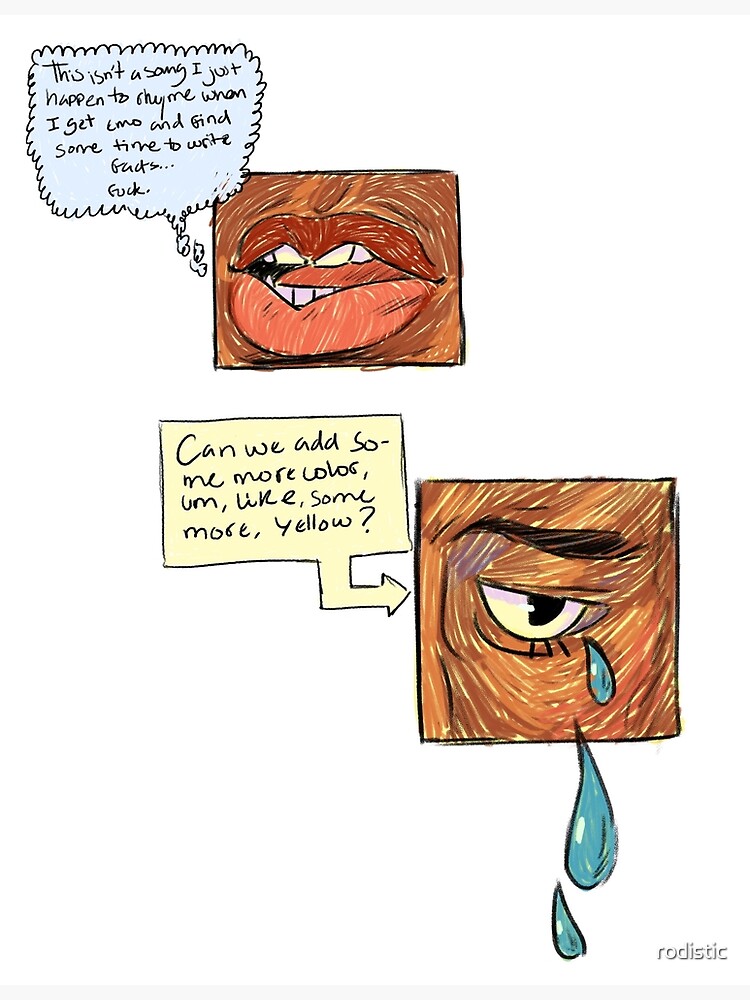 This isn't a song I just
happen to rhyme when
I get emo and find
some time to write
facts...
fuck.
Can we add so-
me more color,
um, like, some
more, yellow?
rodistic